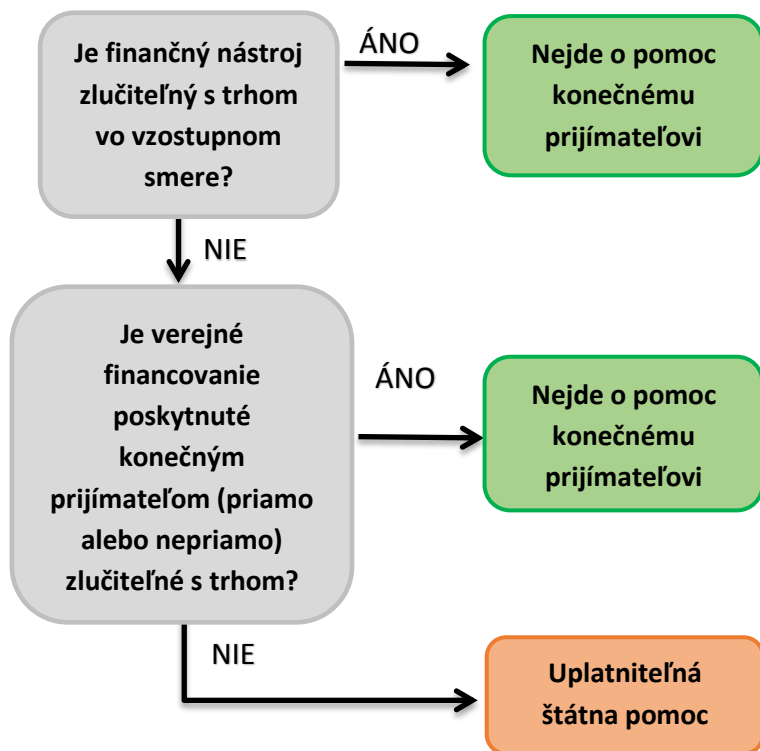 Je finančný nástroj
zlučiteľný s trhom
vo vzostupnom
smere?
ÁNO
Nejde o pomoc
konečnému
prijímateľovi
NIE
Je verejné
financovanie
poskytnuté
konečným
prijímateľom (priamo
alebo nepriamo)
zlučiteľné s trhom?
ÁNO
Nejde o pomoc
konečnému
prijímateľovi
NIE
Uplatniteľná
štátna pomoc